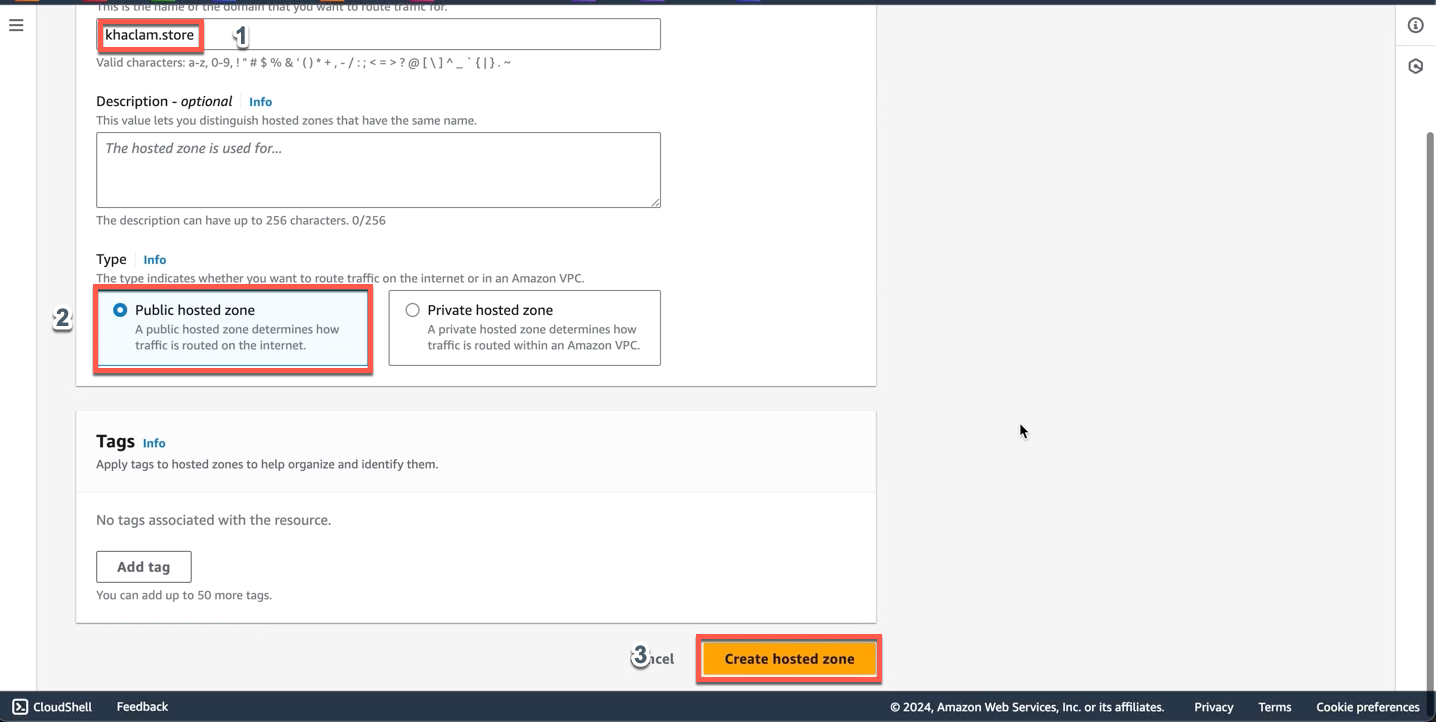 This is the name of the domain that you want to route traffic for.
khaclam.store
1
Valid characters: a-z, 0-9, ! " # $ % & ' ( ) * + , - / : ; < = > ? @ [ \ ] ^ _ ` { | } . ~
Description - optional Info
This value lets you distinguish hosted zones that have the same name.
The hosted zone is used for...
The description can have up to 256 characters. 0/256
Type Info
The type indicates whether you want to route traffic on the internet or in an Amazon VPC.
2
Public hosted zone
A public hosted zone determines how
traffic is routed on the internet.
Private hosted zone
A private hosted zone determines how
traffic is routed within an Amazon VPC.
Tags Info
Apply tags to hosted zones to help organize and identify them.
No tags associated with the resource.
Add tag
You can add up to 50 more tags.
3
Create hosted zone
CloudShell Feedback © 2024, Amazon Web Services, Inc. or its affiliates. Privacy Terms Cookie preferences